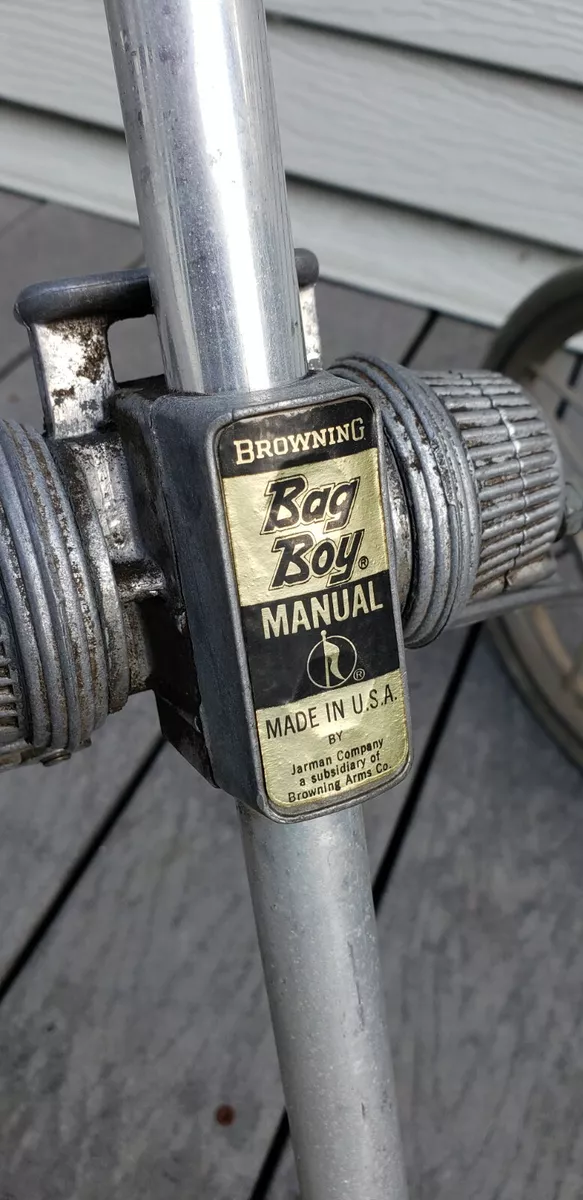 BROWNING
Bag
Boy®
MANUAL
®
MADE IN U.S.A.
BY
Jarman Company
a subsidiary of
Browning Arms Co.